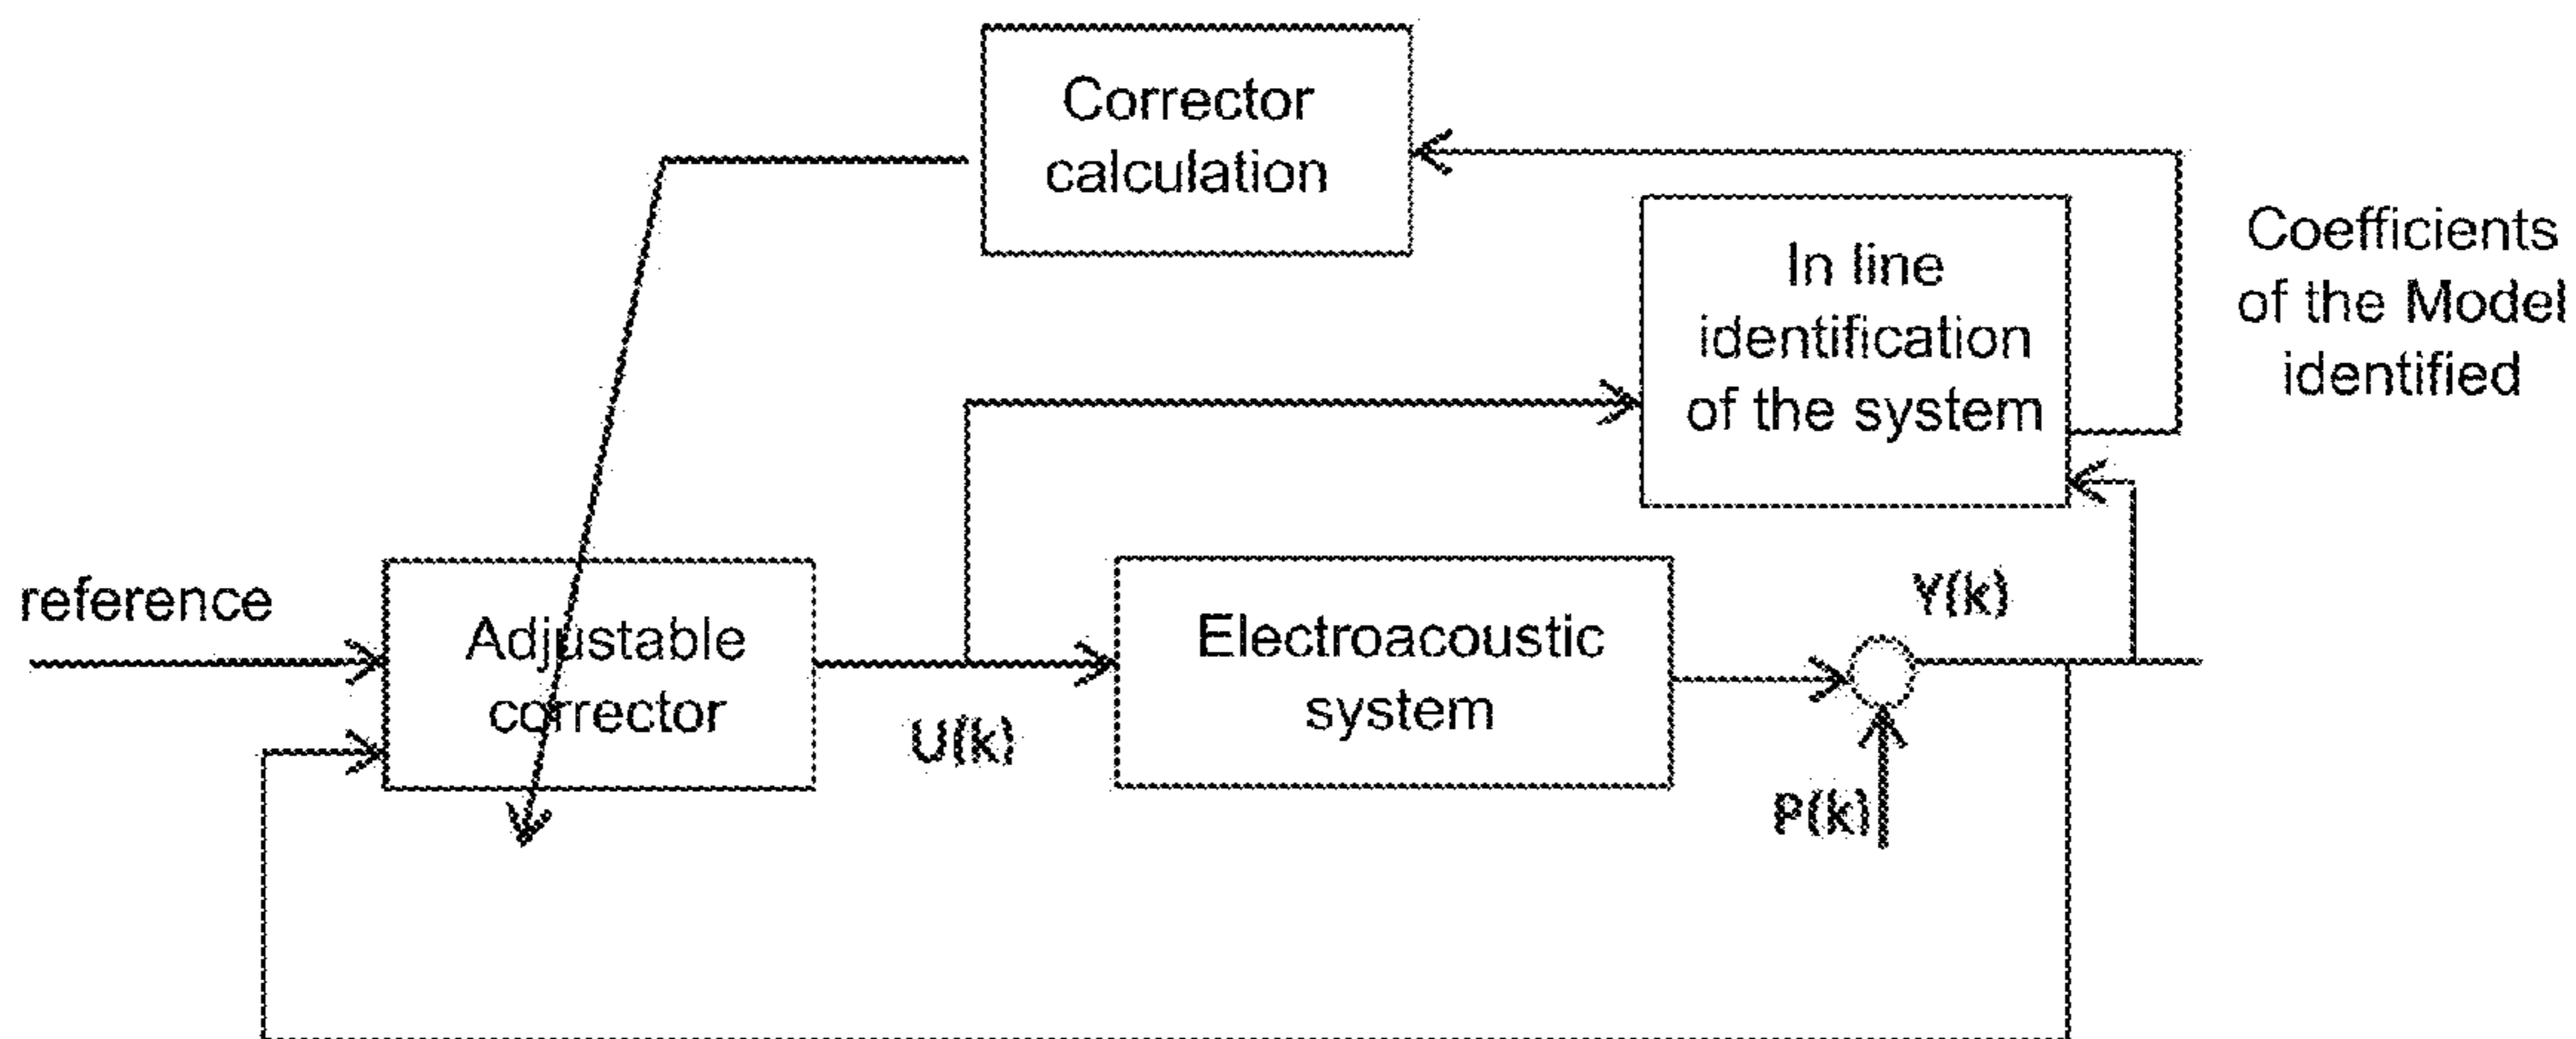 Corrector
calculation
In line
identification
of the system
Coefficients
of the Model
identified
reference
Adjustable
corrector
U(k)
Electroacoustic
system
Y(k)
P(k)